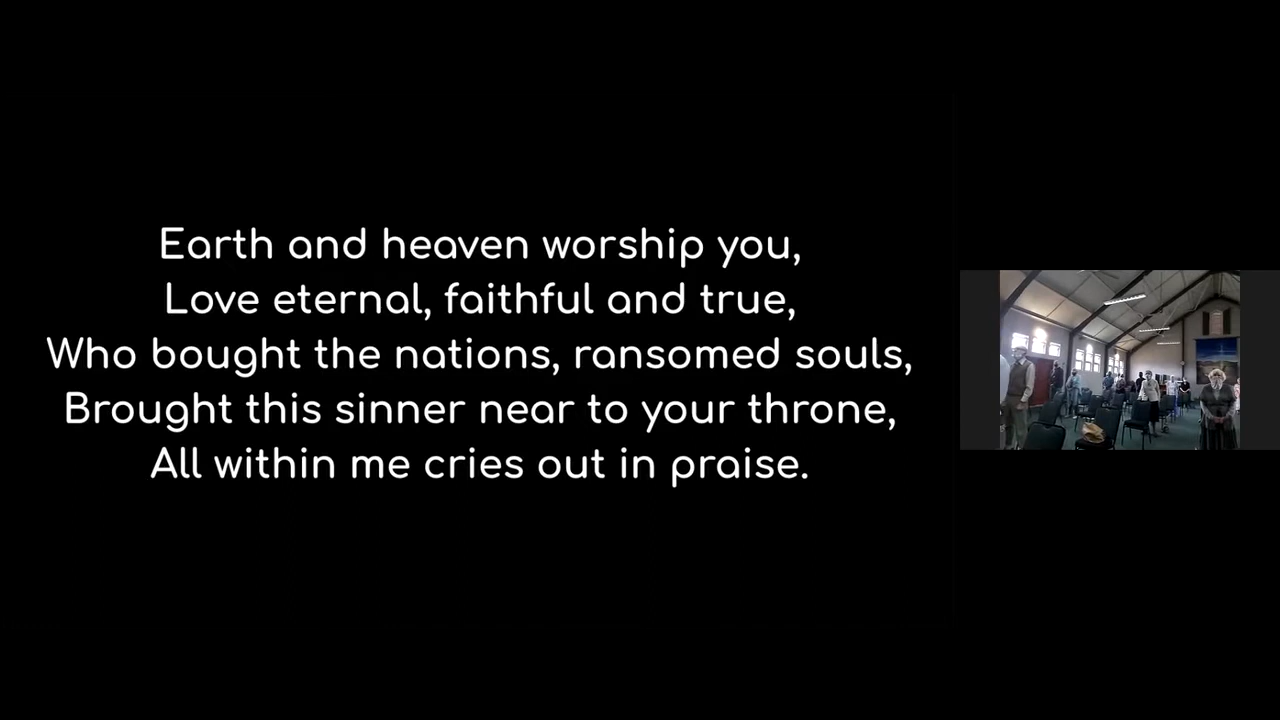 Earth and heaven worship you,
Love eternal, faithful and true,
Who bought the nations, ransomed souls,
Brought this sinner near to your throne,
All within me cries out in praise.